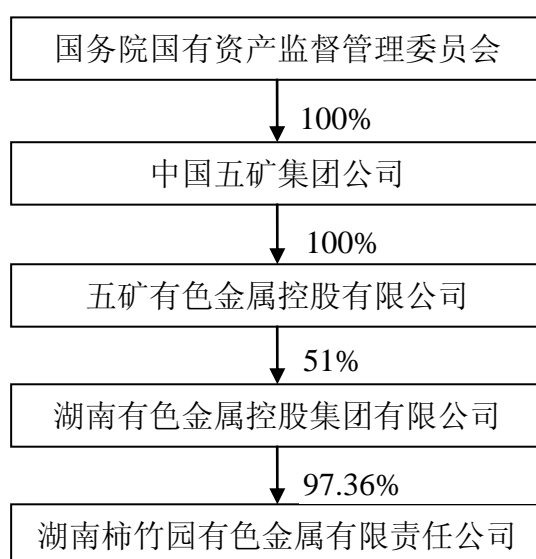 国务院国有资产监督管理委员会
100%
中国五矿集团公司
100%
五矿有色金属控股有限公司
51%
湖南有色金属控股集团有限公司
97.36%
湖南柿竹园有色金属有限责任公司